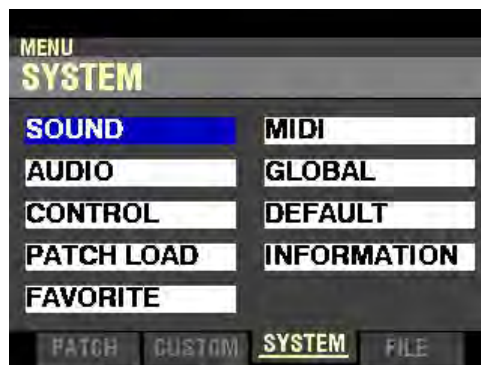 MENU
SYSTEM
SOUND
MIDI
AUDIO
GLOBAL
CONTROL
DEFAULT
PATCH LOAD
INFORMATION
FAVORITE
PATCH CUSTOM SYSTEM FILE